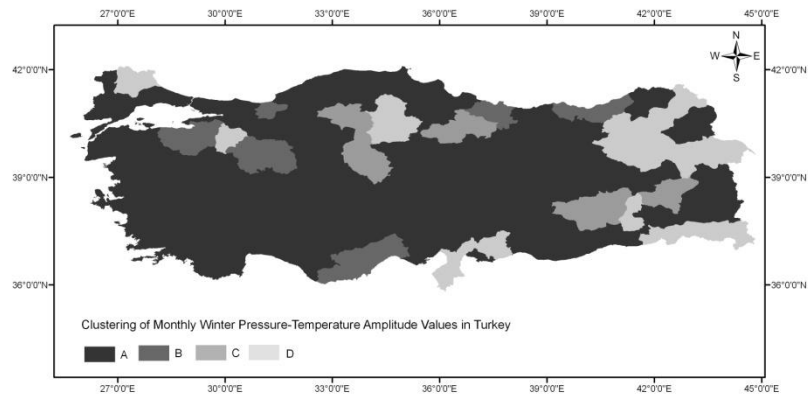 27°0'0"E 30°0'0"E 33°0'0"E 36°0'0"E 39°0'0"E 42°0'0"E 45°0'0"E
N
W E
S
42°0'0"N 42°0'0"N
39°0'0"N 39°0'0"N
36°0'0"N 36°0'0"N
Clustering of Monthly Winter Pressure-Temperature Amplitude Values in Turkey
A B C D
27°0'0"E 30°0'0"E 33°0'0"E 36°0'0"E 39°0'0"E 42°0'0"E 45°0'0"E